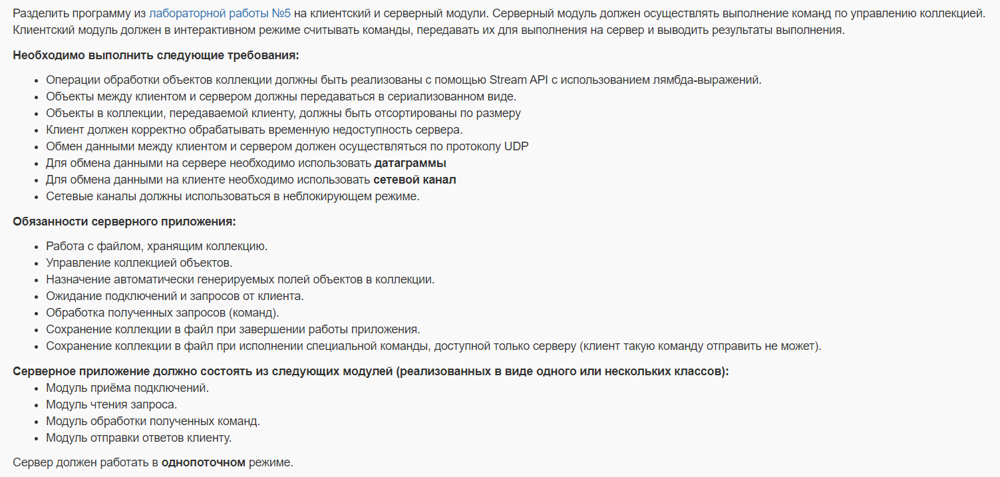 Разделить программу из лабораторной работы №5 на клиентский и серверный модули. Серверный модуль должен осуществлять выполнение команд по управлению коллекцией.
Клиентский модуль должен в интерактивном режиме считывать команды, передавать их для выполнения на сервер и выводить результаты выполнения.
Необходимо выполнить следующие требования:
Операции обработки объектов коллекции должны быть реализованы с помощью Stream API с использованием лямбда-выражений.
Объекты между клиентом и сервером должны передаваться в сериализованном виде.
Объекты в коллекции, передаваемой клиенту, должны быть отсортированы по размеру
Клиент должен корректно обрабатывать временную недоступность сервера.
Обмен данными между клиентом и сервером должен осуществляться по протоколу UDP
Для обмена данными на сервере необходимо использовать датаграммы
Для обмена данными на клиенте необходимо использовать сетевой канал
Сетевые каналы должны использоваться в неблокирующем режиме.
Обязанности серверного приложения:
Работа с файлом, хранящим коллекцию.
Управление коллекцией объектов.
Назначение автоматически генерируемых полей объектов в коллекции.
Ожидание подключений и запросов от клиента.
Обработка полученных запросов (команд).
Сохранение коллекции в файл при завершении работы приложения.
Сохранение коллекции в файл при исполнении специальной команды, доступной только серверу (клиент такую команду отправить не может).
Серверное приложение должно состоять из следующих модулей (реализованных в виде одного или нескольких классов):
Модуль приёма подключений.
Модуль чтения запроса.
Модуль обработки полученных команд.
Модуль отправки ответов клиенту.
Сервер должен работать в однопоточном режиме.